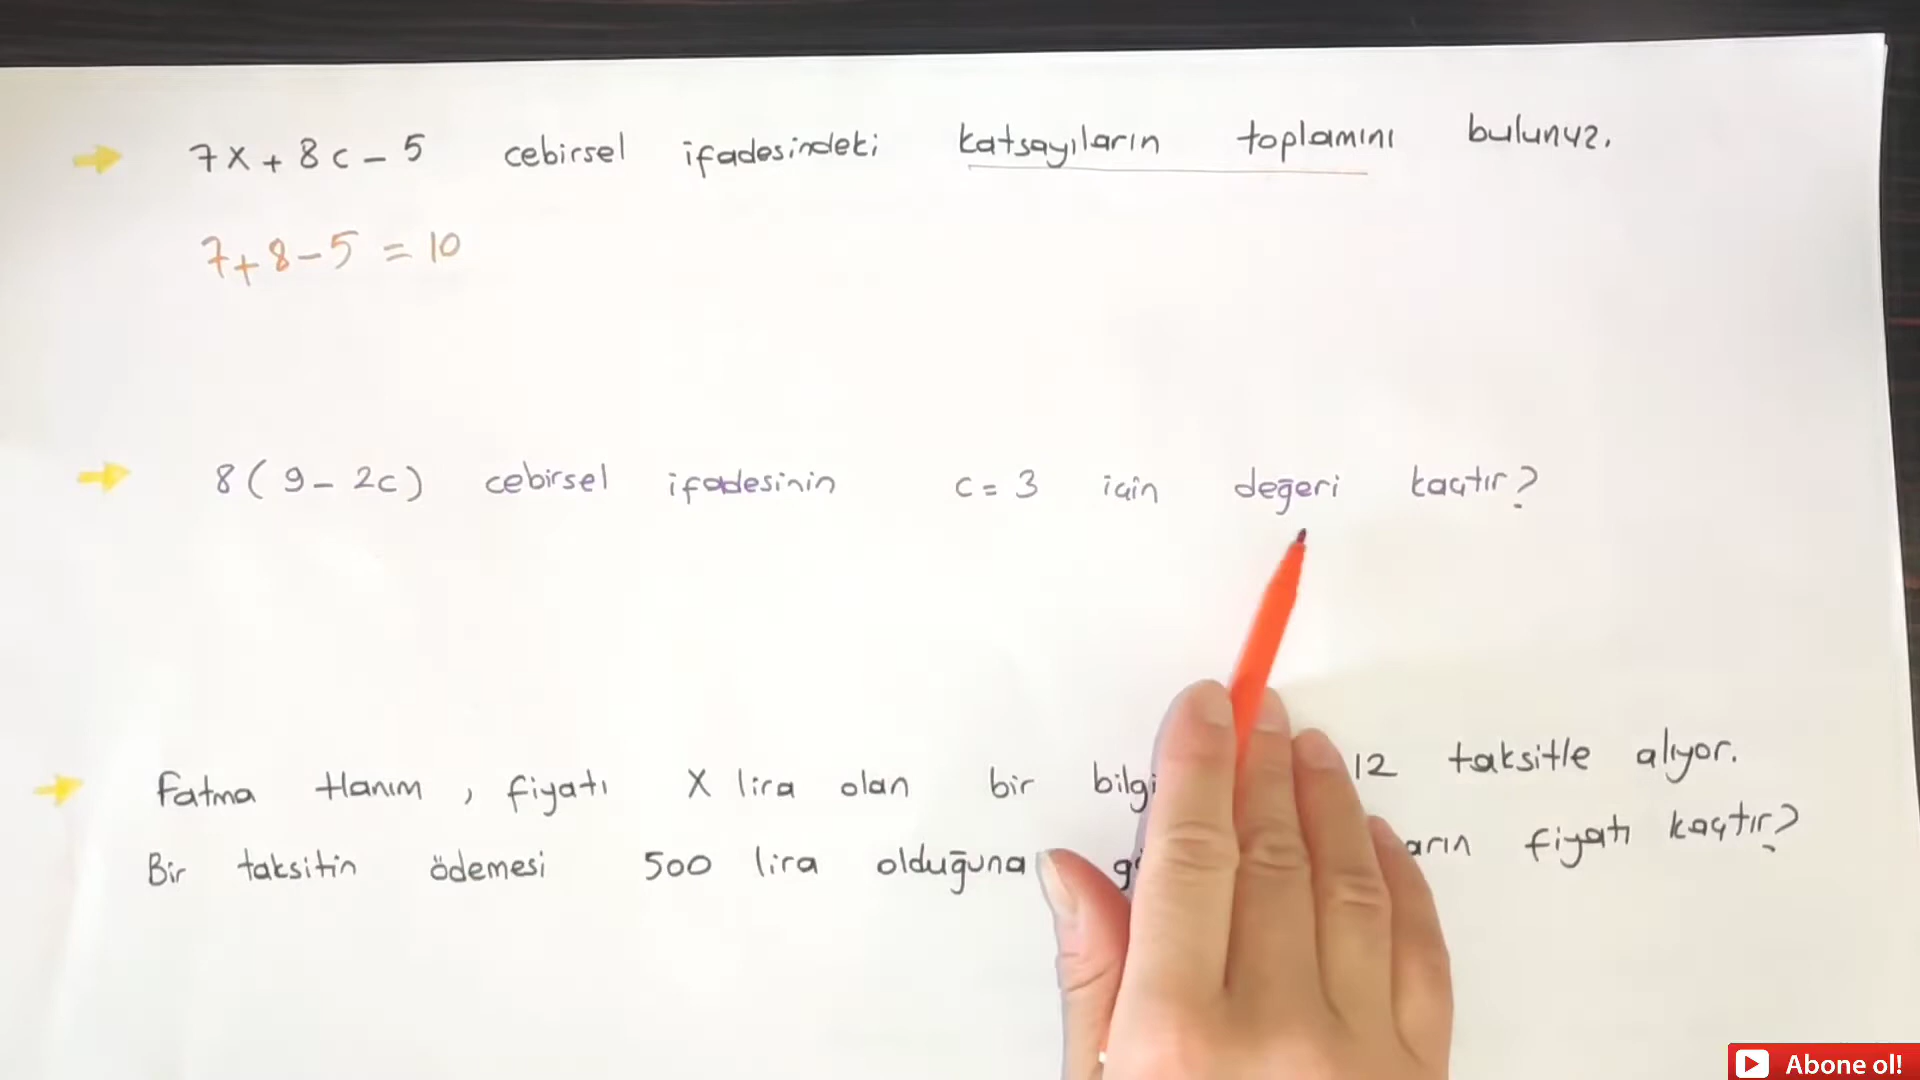 7x + 8c - 5 cebirsel ifadesindeki katsayıların toplamını bulunuz.
7+8-5 = 10
8(9 - 2c) cebirsel ifadesinin c = 3 için değeri kaçtır?
Fatma Hanım, fiyatı X lira olan bir 12 taksitle alıyor.
Bir taksitin ödemesi 500 lira olduğuna fiyatı kaçtır?
Abone ol!